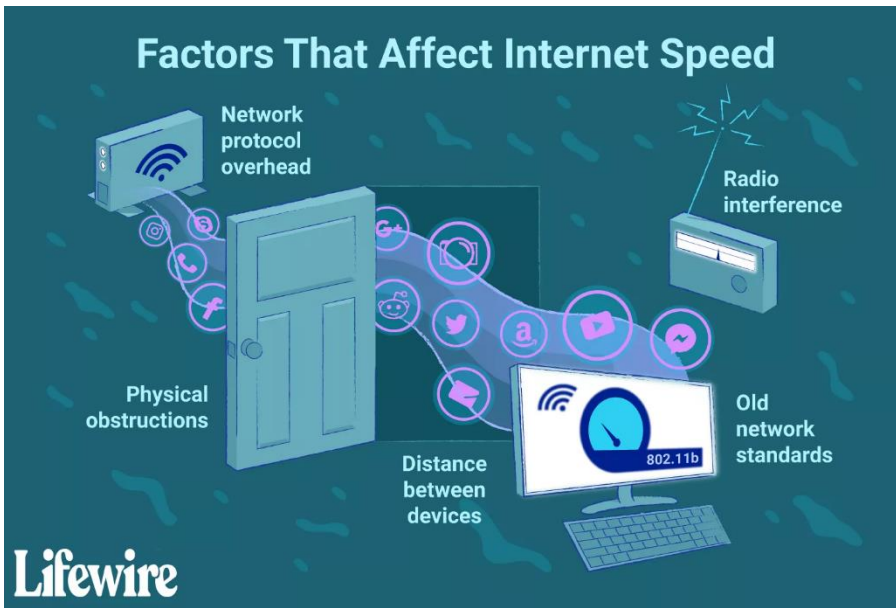 Factors That Affect Internet Speed
Network
protocol
overhead
Radio
interference
Physical
obstructions
Distance
between
devices
Old
network
standards
802.11b
G+
Lifewire